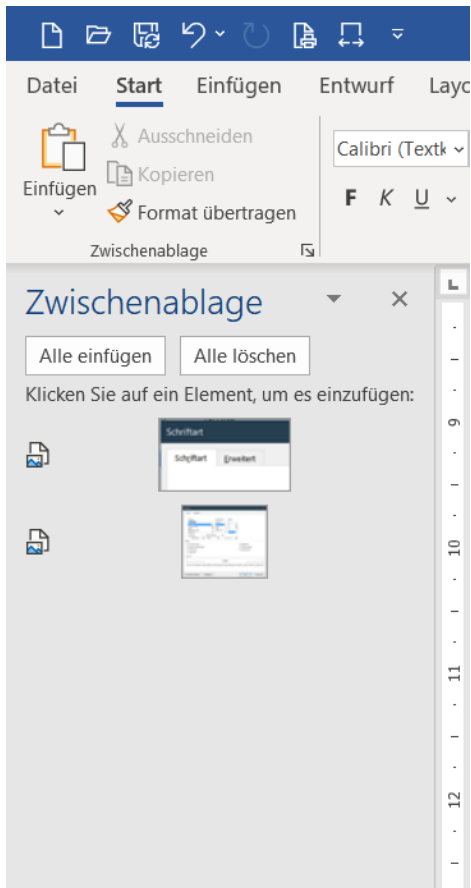 Datei Start Einfügen Entwurf Layo
Einfügen
Ausschneiden
Kopieren
Format übertragen
Calibri (Textk
F K U
Zwischenablage
Zwischenablage
Alle einfügen Alle löschen
Klicken Sie auf ein Element, um es einzufügen:
Schriftart
Schriftart Erweitert
L
9
10
11
12